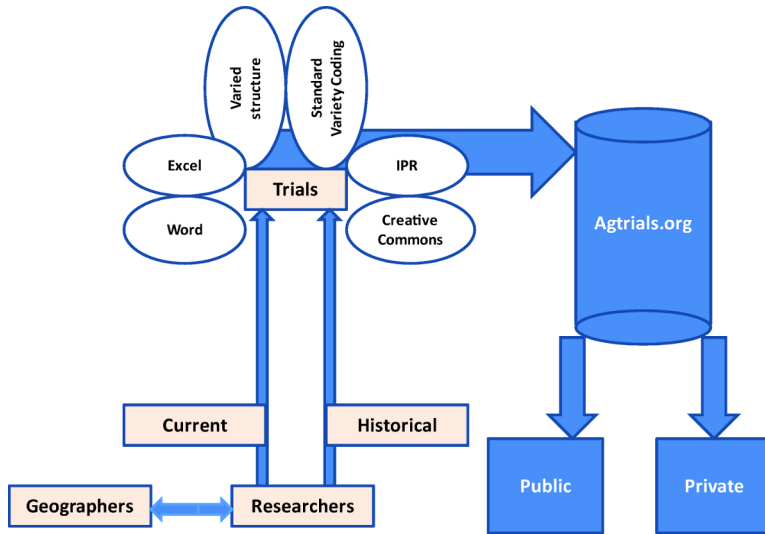 Varied
structure
Standard
Variety Coding
Excel
IPR
Trials
Word
Creative
Commons
Agtrials.org
Current
Historical
Public
Private
Geographers
Researchers